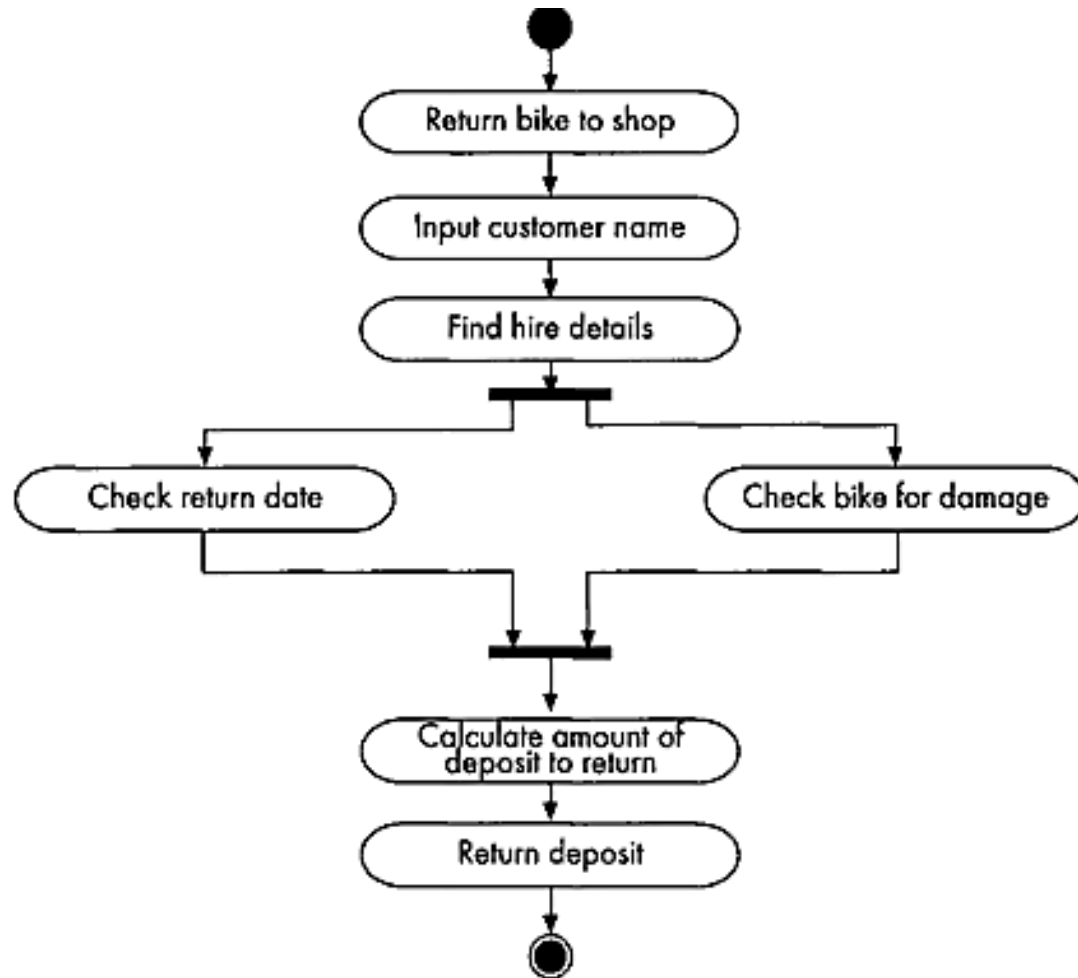 Return bike to shop
Input customer name
Find hire details
Check return date
Check bike for damage
Calculate amount of
deposit to return
Return deposit